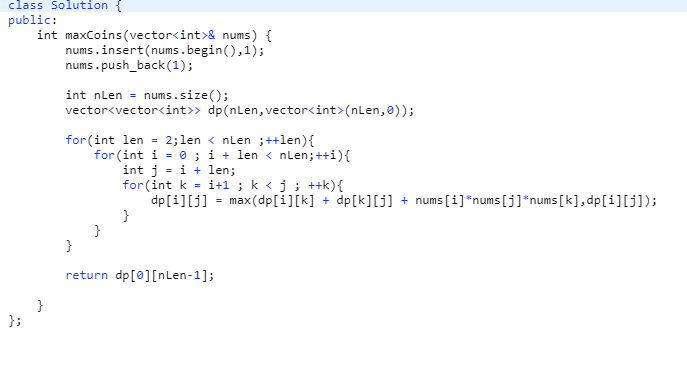 class Solution {
public:
    int maxCoins(vector<int>& nums) {
        nums.insert(nums.begin(),1);
        nums.push_back(1);

        int nLen = nums.size();
        vector<vector<int>> dp(nLen,vector<int>(nLen,0));

        for(int len = 2;len < nLen ;++len){
            for(int i = 0 ; i + len < nLen;++i){
                int j = i + len;
                for(int k = i+1 ; k < j ; ++k){
                    dp[i][j] = max(dp[i][k] + dp[k][j] + nums[i]*nums[j]*nums[k],dp[i][j]);
                }
            }
        }

        return dp[0][nLen-1];

    }
};